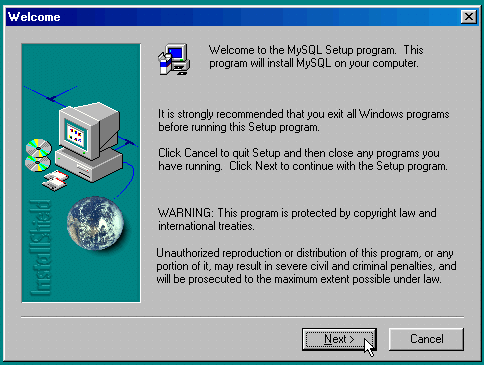 Welcome
Welcome to the MySQL Setup program. This
program will install MySQL on your computer.
It is strongly recommended that you exit all Windows programs
before running this Setup program.
Click Cancel to quit Setup and then close any programs you
have running. Click Next to continue with the Setup program.
WARNING: This program is protected by copyright law and
international treaties.
Unauthorized reproduction or distribution of this program, or any
portion of it, may result in severe civil and criminal penalties, and
will be prosecuted to the maximum extent possible under law.
InstallShield
Next >
Cancel